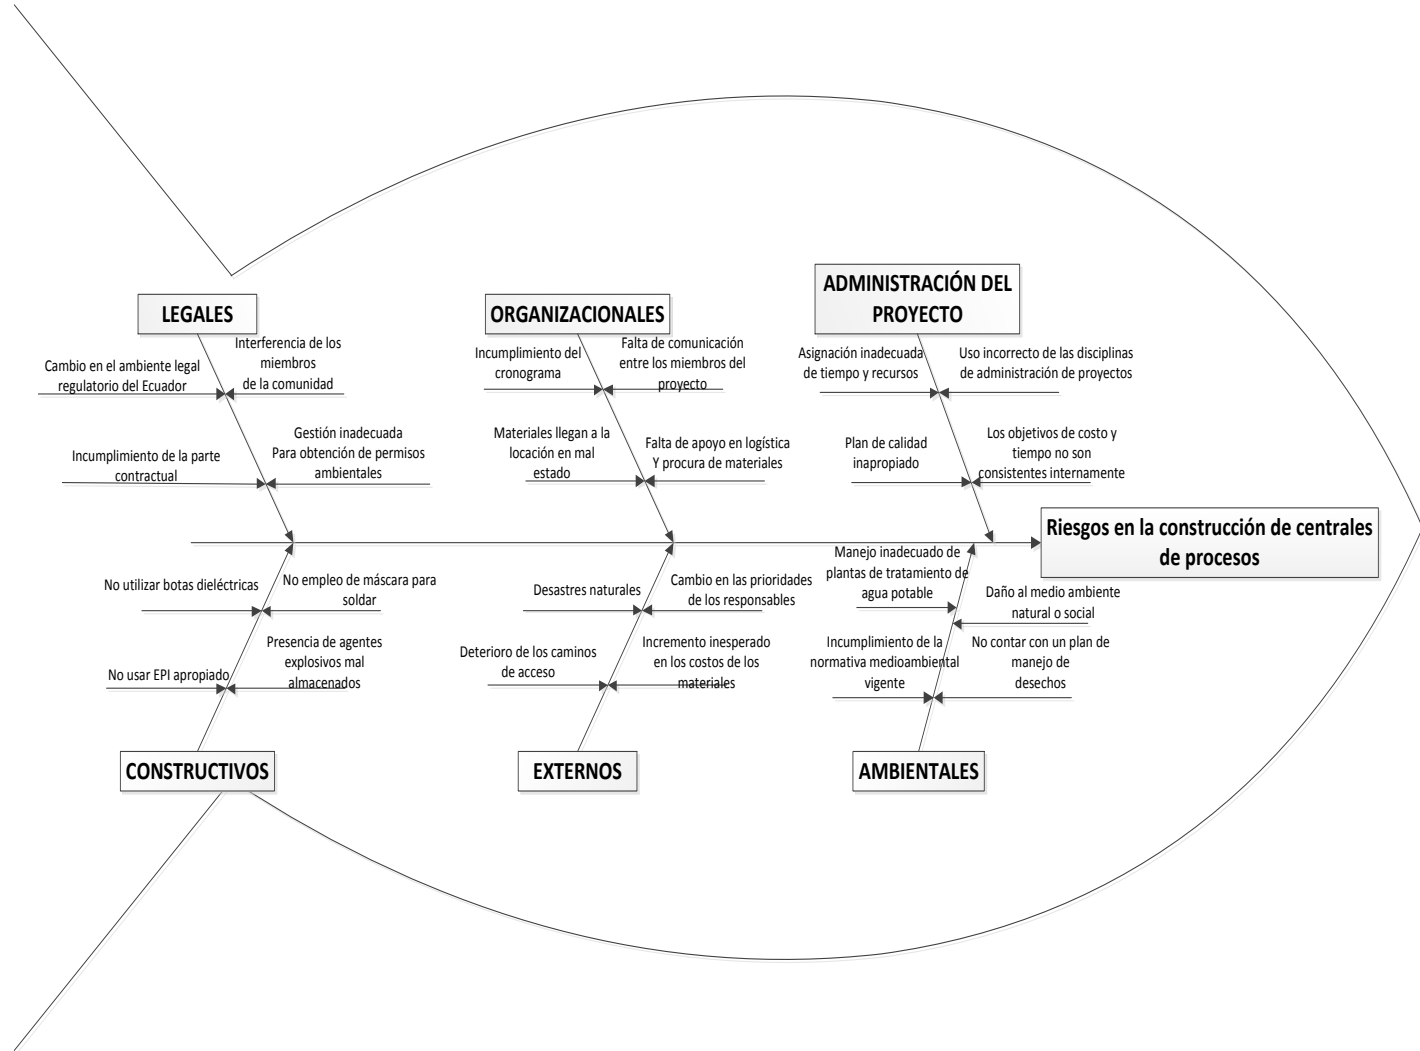 LEGALES
Cambio en el ambiente legal
regulatorio del Ecuador
Interferencia de los
miembros
de la comunidad
Incumplimiento de la parte
contractual
Gestión inadecuada
Para obtención de permisos
ambientales
ORGANIZACIONALES
Incumplimiento del
cronograma
Falta de comunicación
entre los miembros del
proyecto
Materiales llegan a la
locación en mal
estado
Falta de apoyo en logística
Y procura de materiales
ADMINISTRACIÓN DEL
PROYECTO
Asignación inadecuada
de tiempo y recursos
Uso incorrecto de las disciplinas
de administración de proyectos
Plan de calidad
inapropiado
Los objetivos de costo y
tiempo no son
consistentes internamente
Riesgos en la construcción de centrales
de procesos
No utilizar botas dieléctricas
No empleo de máscara para
soldar
No usar EPI apropiado
Presencia de agentes
explosivos mal
almacenados
CONSTRUCTIVOS
Desastres naturales
Cambio en las prioridades
de los responsables
Deterioro de los caminos
de acceso
Incremento inesperado
en los costos de los
materiales
EXTERNOS
Manejo inadecuado de
plantas de tratamiento de
agua potable
Daño al medio ambiente
natural o social
Incumplimiento de la
normativa medioambiental
vigente
No contar con un plan de
manejo de
desechos
AMBIENTALES